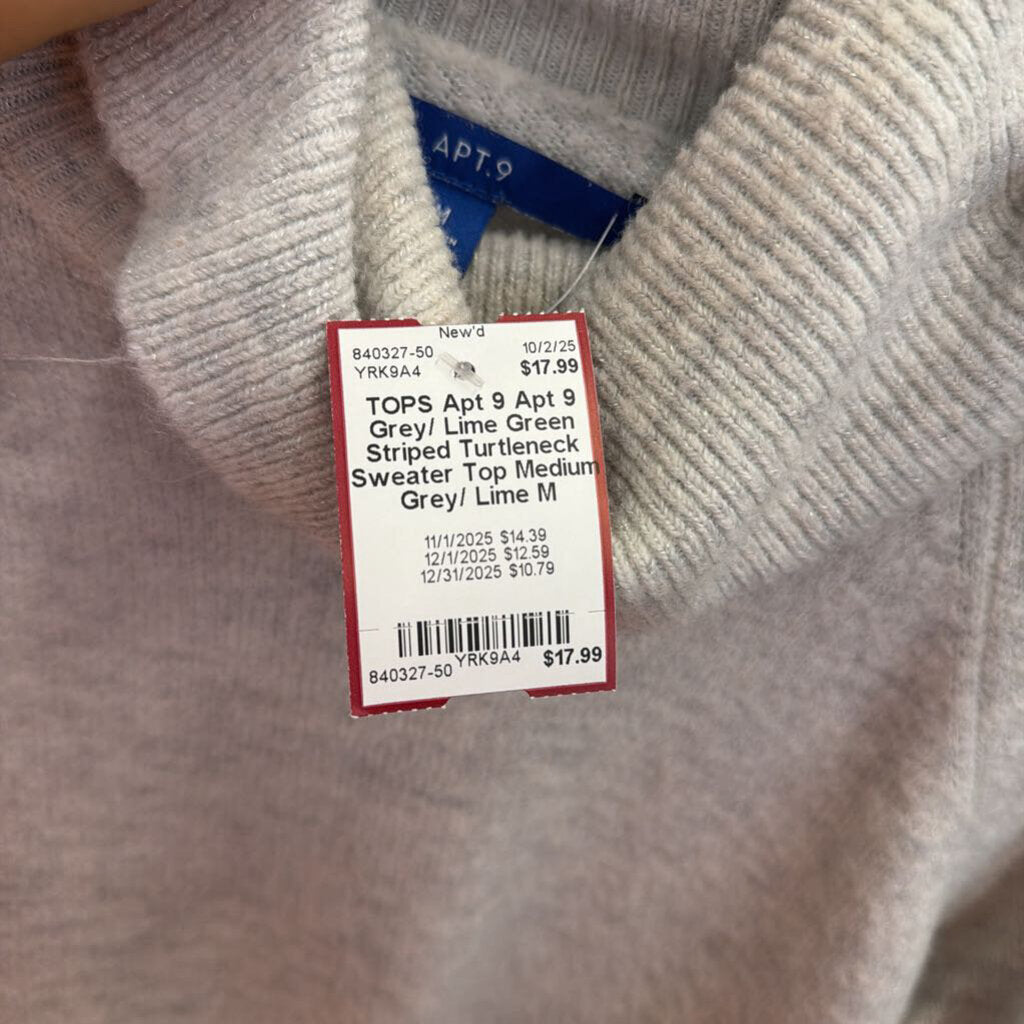 APT.9
M
New'd
840327-50 10/2/25
YRK9A4 $17.99
TOPS Apt 9 Apt 9
Grey/ Lime Green
Striped Turtleneck
Sweater Top Medium
Grey/ Lime M
11/1/2025 $14.39
12/1/2025 $12.59
12/31/2025 $10.79
840327-50 YRK9A4 $17.99